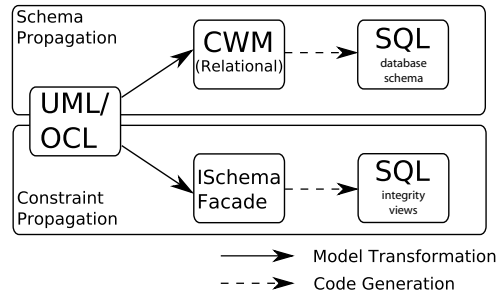 Schema
Propagation
CWM
(Relational)
SQL
database
schema
UML/
OCL
ISchema
Facade
SQL
integrity
views
Constraint
Propagation
Model Transformation
Code Generation